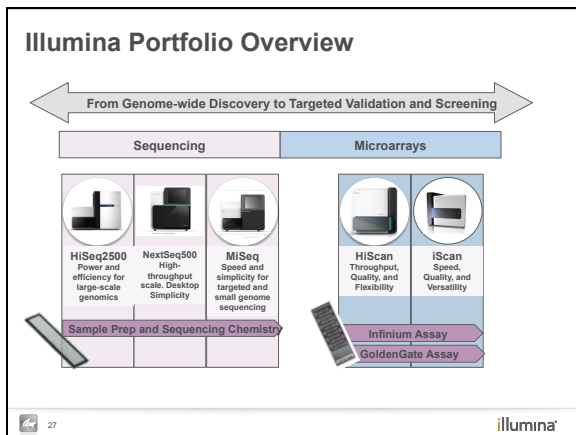 Illumina Portfolio Overview
From Genome-wide Discovery to Targeted Validation and Screening
Sequencing
Microarrays
HiSeq2500
Power and
efficiency for
large-scale
genomics
NextSeq500
High-
throughput
scale. Desktop
Simplicity
MiSeq
Speed and
simplicity for
targeted and
small genome
sequencing
HiScan
Throughput,
Quality, and
Flexibility
iScan
Speed,
Quality, and
Versatility
Sample Prep and Sequencing Chemistry
Infinium Assay
GoldenGate Assay
27
illumina